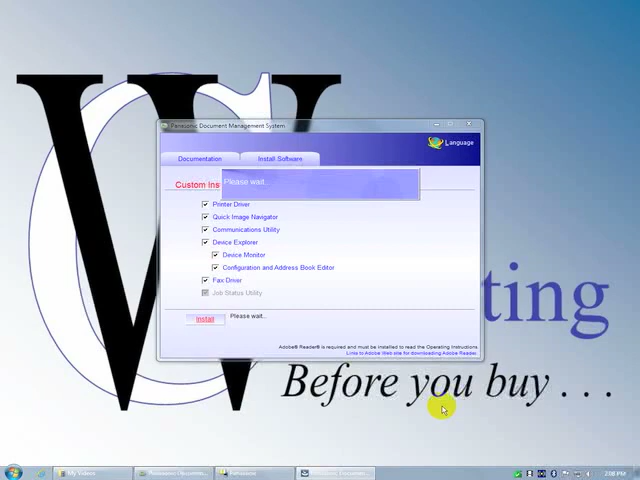 Panasonic Document Management System
Language
Documentation
Install Software
Custom Ins
Please wait...
Printer Driver
Quick Image Navigator
Communications Utility
Device Explorer
Device Monitor
Configuration and Address Book Editor
Fax Driver
Job Status Utility
Install
Please wait...
Adobe® Reader® is required and must be installed to read the Operating Instructions
Links to Adobe Web site for downloading Adobe Reader.
ting
Before you buy . . .
My Videos
Panasonic
2:08 PM